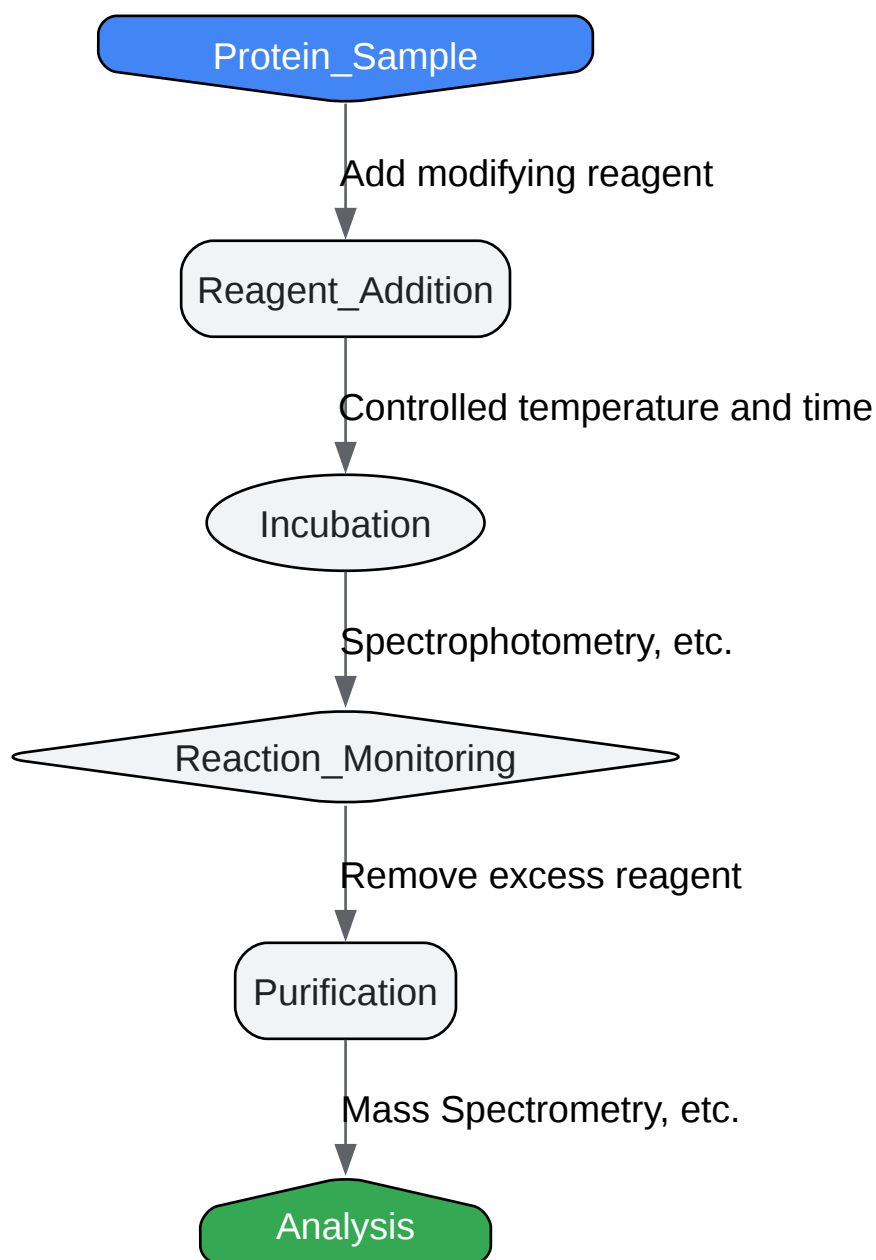 Protein_Sample
Add modifying reagent
Reagent_Addition
Controlled temperature and time
Incubation
Spectrophotometry, etc.
Reaction_Monitoring
Remove excess reagent
Purification
Mass Spectrometry, etc.
Analysis